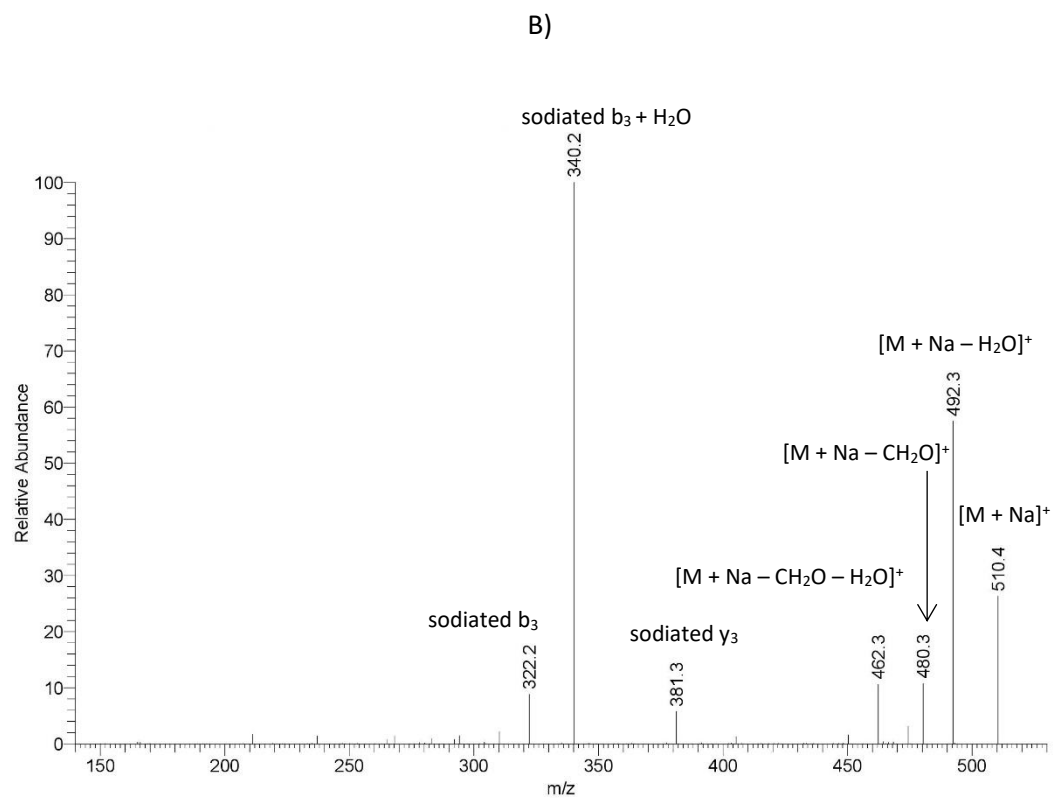 B)
sodiated b₃ + H₂O
340.2
[M + Na – H₂O]⁺
492.3
[M + Na – CH₂O]⁺
[M + Na]⁺
510.4
[M + Na – CH₂O – H₂O]⁺
sodiated b₃
322.2
sodiated y₃
381.3
462.3
480.3
Relative Abundance
100
90
80
70
60
50
40
30
20
10
0
150 200 250 300 350 400 450 500
m/z